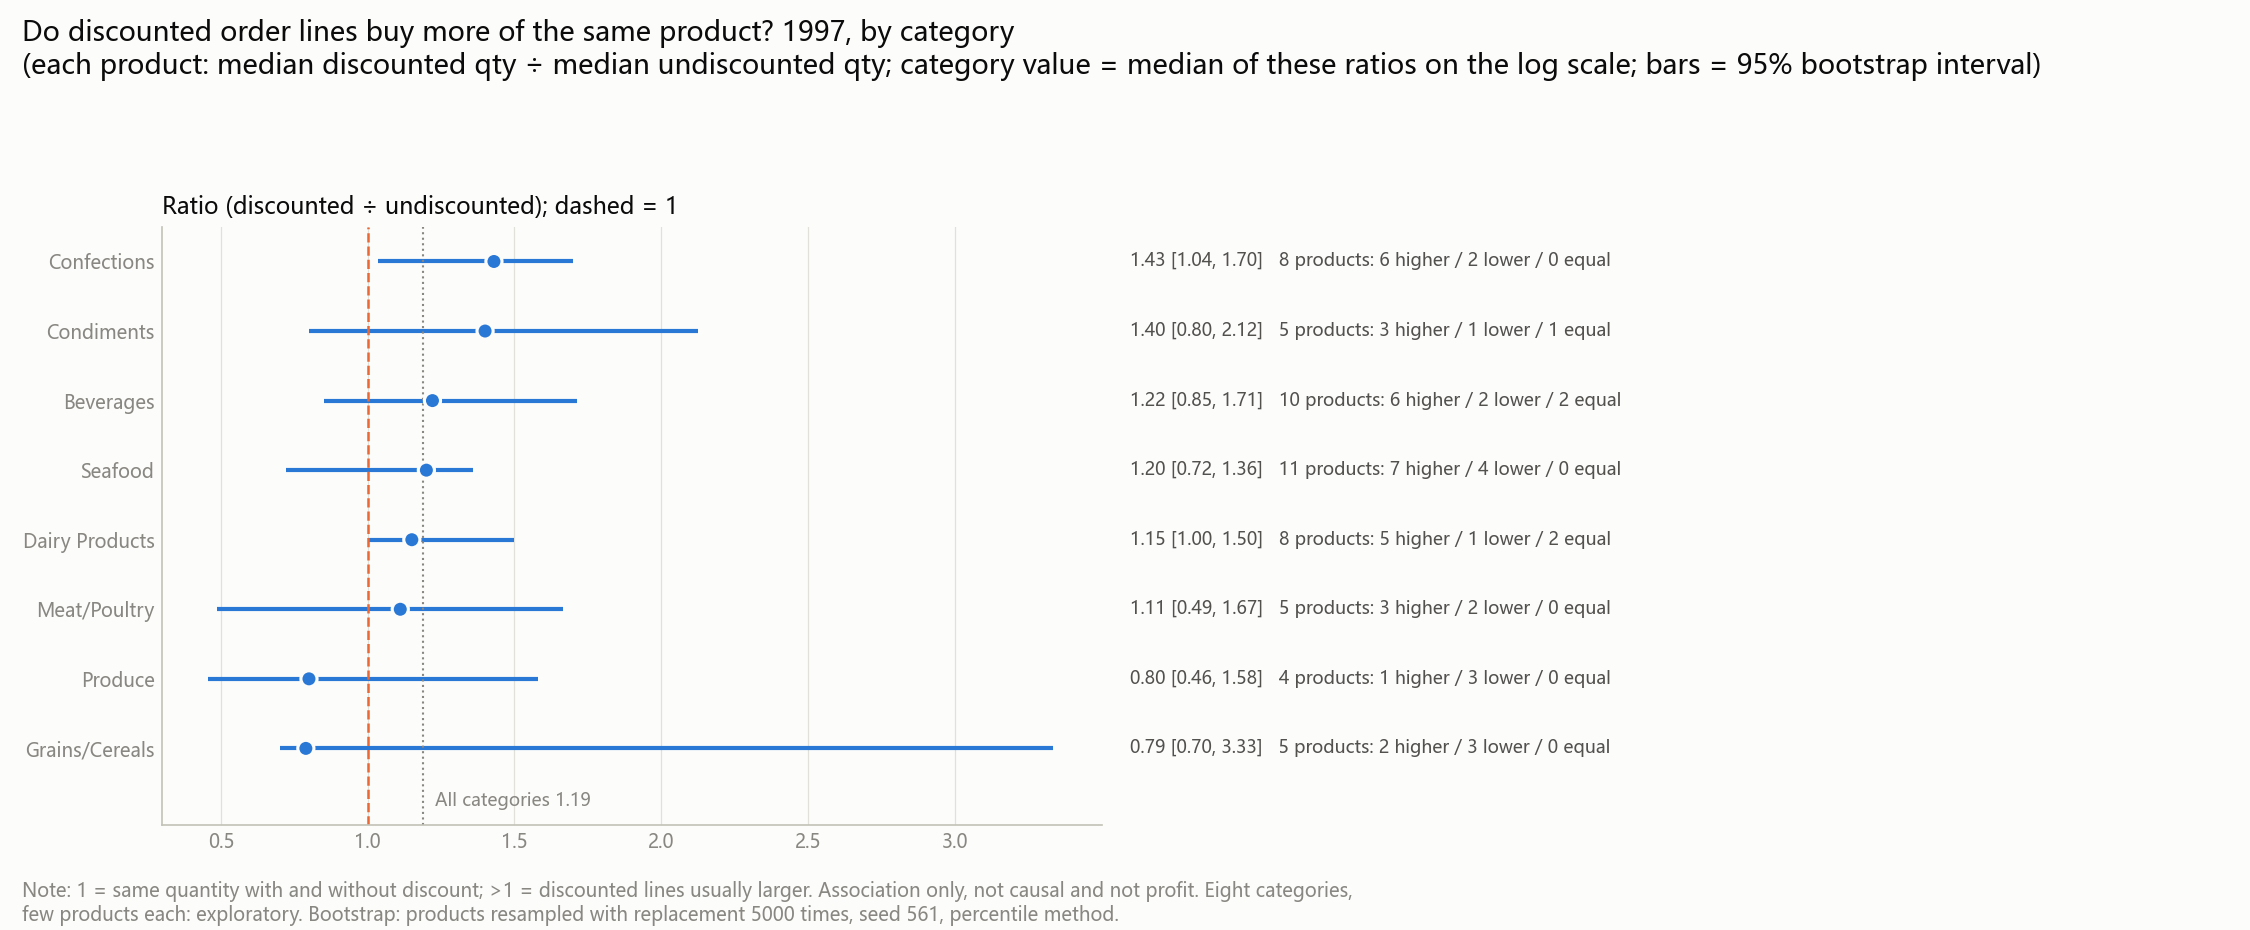 Do discounted order lines buy more of the same product? 1997, by category
(each product: median discounted qty ÷ median undiscounted qty; category value = median of these ratios on the log scale; bars = 95% bootstrap interval)
Ratio (discounted ÷ undiscounted); dashed = 1
Confections 1.43 [1.04, 1.70] 8 products: 6 higher / 2 lower / 0 equal
Condiments 1.40 [0.80, 2.12] 5 products: 3 higher / 1 lower / 1 equal
Beverages 1.22 [0.85, 1.71] 10 products: 6 higher / 2 lower / 2 equal
Seafood 1.20 [0.72, 1.36] 11 products: 7 higher / 4 lower / 0 equal
Dairy Products 1.15 [1.00, 1.50] 8 products: 5 higher / 1 lower / 2 equal
Meat/Poultry 1.11 [0.49, 1.67] 5 products: 3 higher / 2 lower / 0 equal
Produce 0.80 [0.46, 1.58] 4 products: 1 higher / 3 lower / 0 equal
Grains/Cereals 0.79 [0.70, 3.33] 5 products: 2 higher / 3 lower / 0 equal
All categories 1.19
0.5 1.0 1.5 2.0 2.5 3.0
Note: 1 = same quantity with and without discount; >1 = discounted lines usually larger. Association only, not causal and not profit. Eight categories,
few products each: exploratory. Bootstrap: products resampled with replacement 5000 times, seed 561, percentile method.